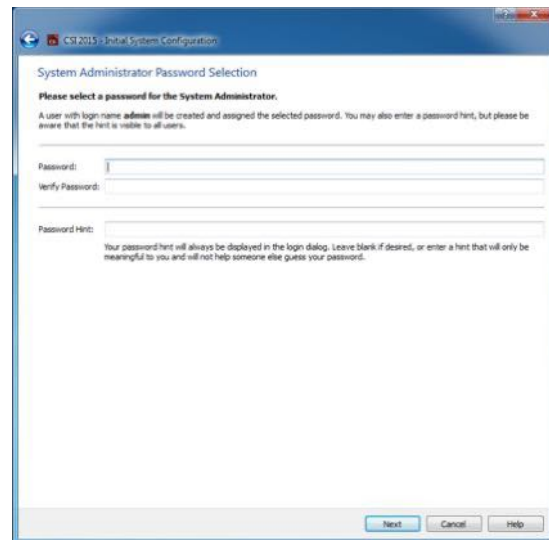 CSI 2015 - Initial System Configuration
System Administrator Password Selection
Please select a password for the System Administrator.
A user with login name admin will be created and assigned the selected password. You may also enter a password hint, but please be
aware that the hint is visible to all users.
Password:
Verify Password:
Password Hint:
Your password hint will always be displayed in the login dialog. Leave blank if desired, or enter a hint that will only be
meaningful to you and will not help someone else guess your password.
Next Cancel Help